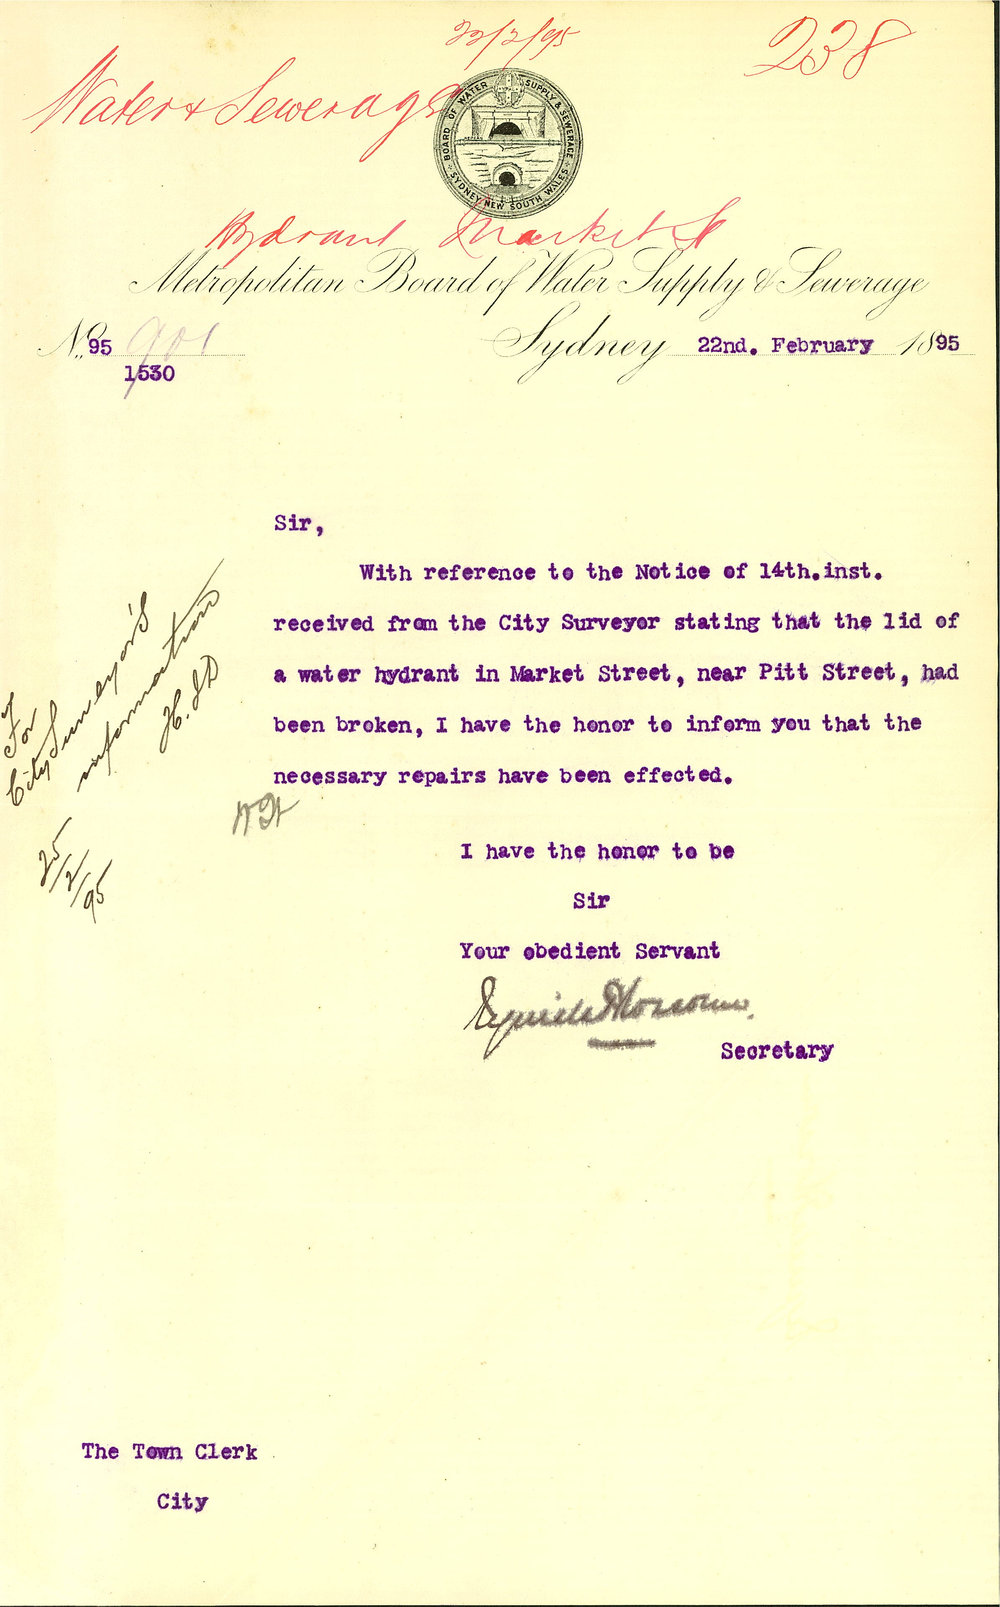 22/2/95
238
Water & Sewerage
BOARD OF WATER SUPPLY & SEWERAGE
SYDNEY NEW SOUTH WALES
Hydrant Market St
Metropolitan Board of Water Supply & Sewerage
No. 95 901
1530
Sydney 22nd. February 1895
Sir,
With reference to the Notice of 14th.inst.
received from the City Surveyor stating that the lid of
a water hydrant in Market Street, near Pitt Street, had
been broken, I have the honor to inform you that the
necessary repairs have been effected.
For
City Surveyor's
information
H.S.D
25/2/95
I have the honor to be
Sir
Your obedient Servant
Secretary
The Town Clerk
City